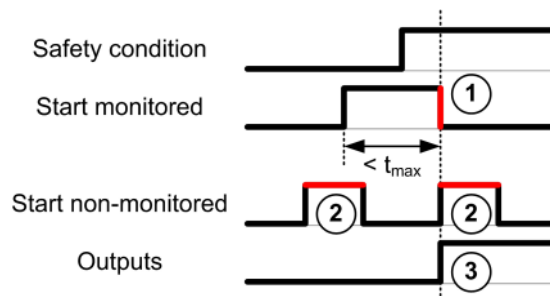 Safety condition
Start monitored
1
< tmax
Start non-monitored
2
2
Outputs
3